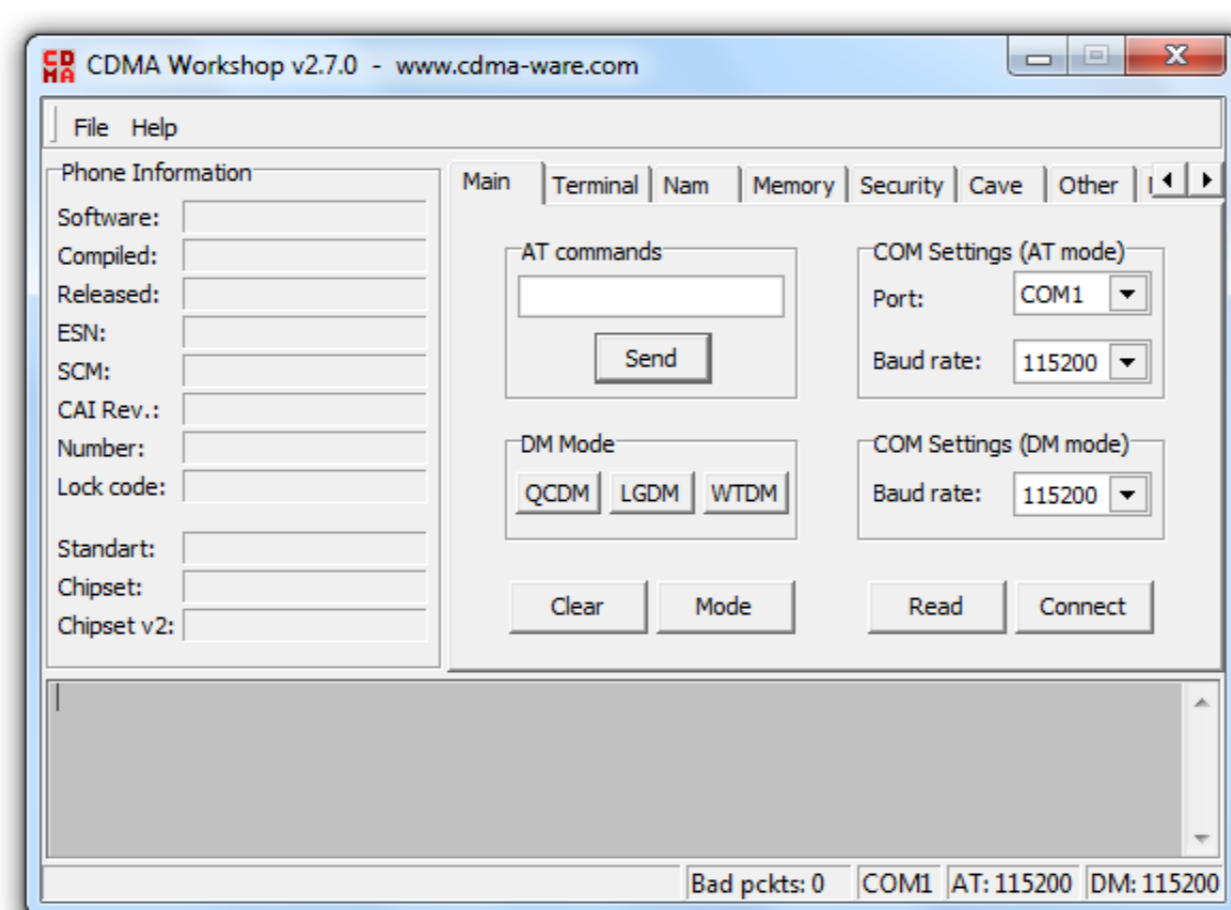 CDMA CDMA Workshop v2.7.0 - www.cdma-ware.com
File Help
Phone Information
Software:
Compiled:
Released:
ESN:
SCM:
CAI Rev.:
Number:
Lock code:
Standart:
Chipset:
Chipset v2:
Main Terminal Nam Memory Security Cave Other
AT commands
Send
COM Settings (AT mode)
Port: COM1
Baud rate: 115200
DM Mode
QCDM LGDM WTDM
COM Settings (DM mode)
Baud rate: 115200
Clear Mode Read Connect
Bad pckts: 0 COM1 AT: 115200 DM: 115200